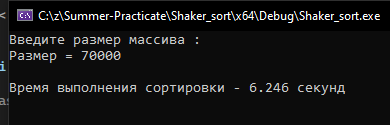 C:\z\Summer-Practicate\Shaker_sort\x64\Debug\Shaker_sort.exe
Введите размер массива :
Размер = 70000
Время выполнения сортировки - 6.246 секунд